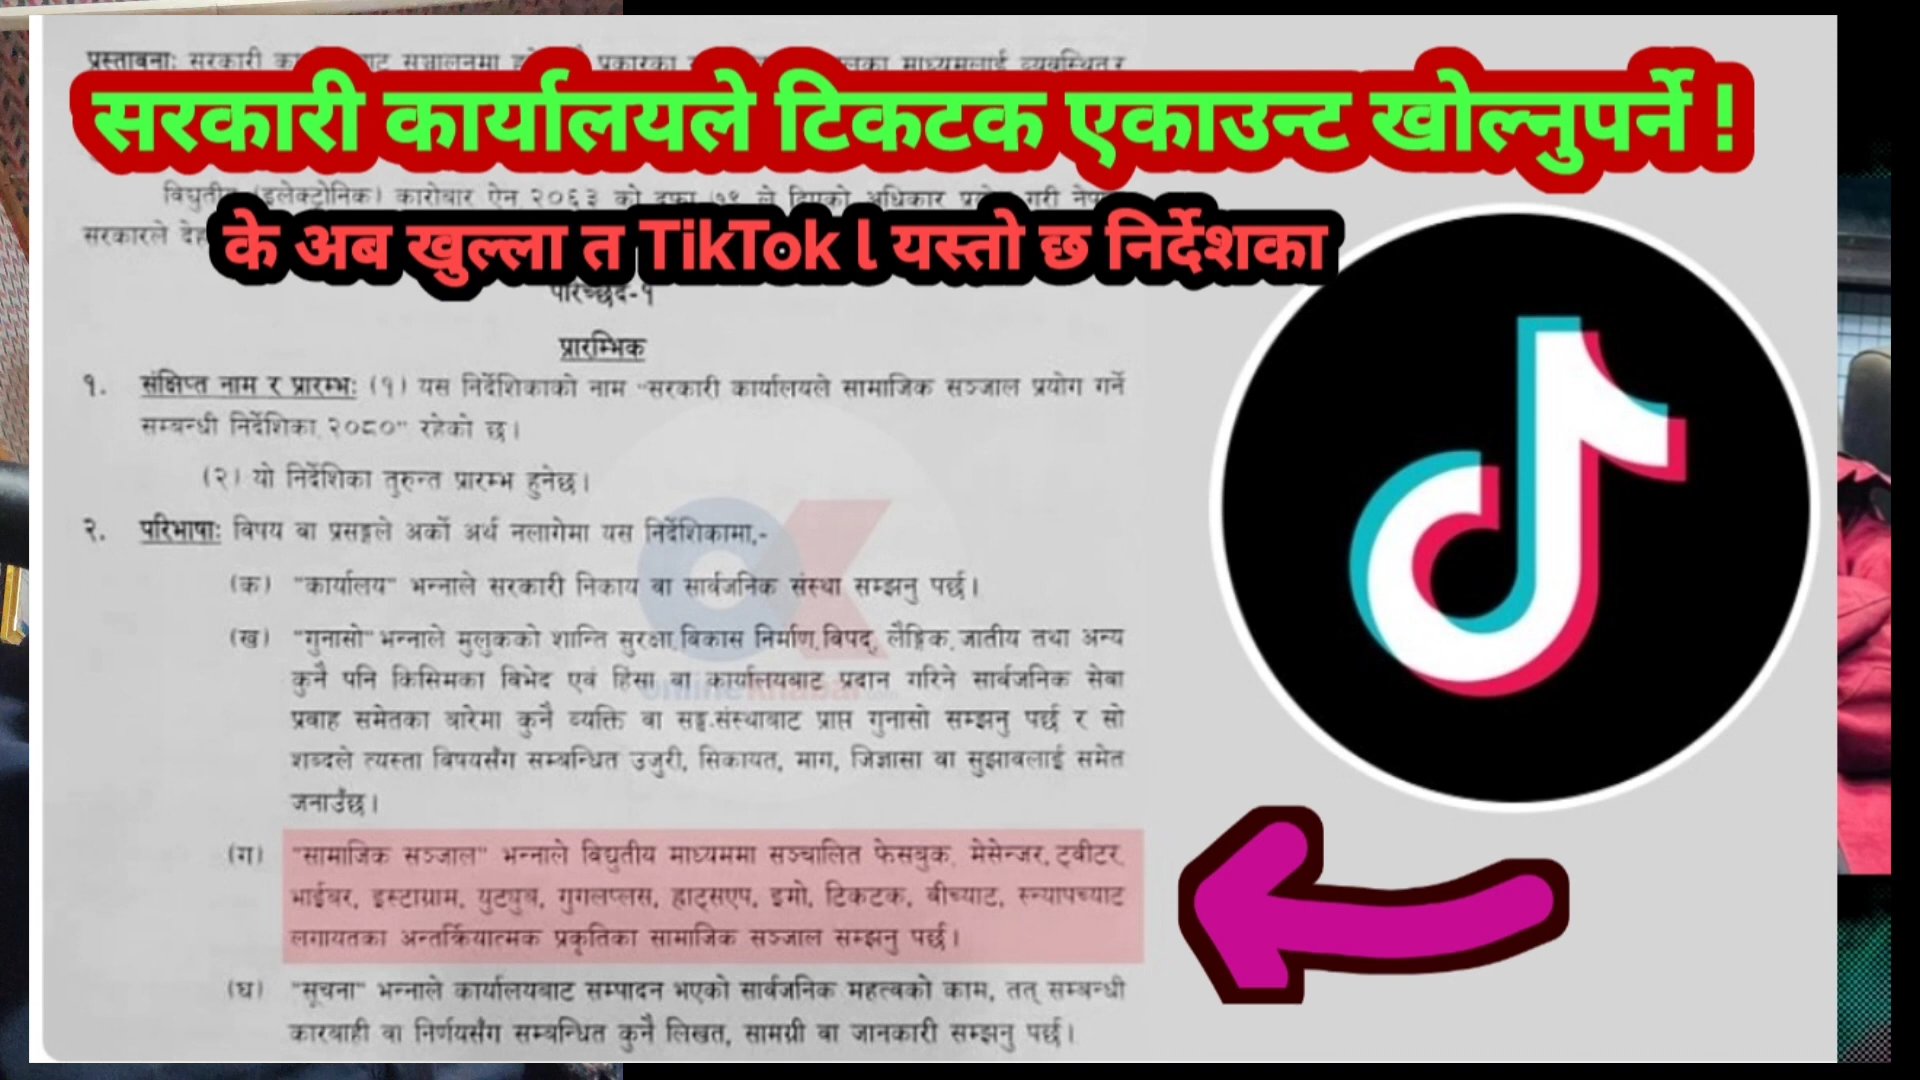 प्रस्तावना: सरकारी
सरकारी कार्यालयले टिकटक एकाउन्ट खोल्नुपर्ने !
(इलेक्ट्रोनिक) कारोबार ऐन २०६३ को
सरकारले
के अब खुल्ला त TikTok l यस्तो छ निर्देशका
परिच्छेद-१
प्रारम्भिक
१. संक्षिप्त नाम र प्रारम्भ: (१) यस निर्देशिकाको नाम "सरकारी कार्यालयले सामाजिक सञ्जाल प्रयोग गर्ने
सम्बन्धी निर्देशिका, २०८०" रहेको छ।
(२) यो निर्देशिका तुरुन्त प्रारम्भ हुनेछ।
२. परिभाषा: विषय वा प्रसङ्गले अर्को अर्थ नलागेमा यस निर्देशिकामा,-
(क) "कार्यालय" भन्नाले सरकारी निकाय वा सार्वजनिक संस्था सम्झनु पर्छ।
(ख) "गुनासो" भन्नाले मुलुकको शान्ति सुरक्षा, विकास निर्माण, विपद्, लैङ्गिक, जातीय तथा अन्य
कुनै पनि किसिमका विभेद एवं हिंसा वा कार्यालयबाट प्रदान गरिने सार्वजनिक सेवा
प्रवाह समेतका बारेमा कुनै व्यक्ति वा सङ्घ.संस्थाबाट प्राप्त गुनासो सम्झनु पर्छ र सो
शब्दले त्यस्ता विषयसँग सम्बन्धित उजुरी, सिकायत, माग, जिज्ञासा वा सुझावलाई समेत
जनाउँछ।
(ग) "सामाजिक सञ्जाल" भन्नाले विद्युतीय माध्यममा सञ्चालित फेसबुक, मेसेन्जर, ट्वीटर,
भाईबर, इस्टाग्राम, युट्युब, गुगलप्लस, ह्वाट्सएप, इमो, टिकटक, वीच्याट, स्न्यापच्याट
लगायतका अन्तर्क्रियात्मक प्रकृतिका सामाजिक सञ्जाल सम्झनु पर्छ।
(घ) "सूचना" भन्नाले कार्यालयबाट सम्पादन भएको सार्वजनिक महत्वको काम, तत् सम्बन्धी
कारबाही वा निर्णयसँग सम्बन्धित कुनै लिखत, सामग्री वा जानकारी सम्झनु पर्छ।